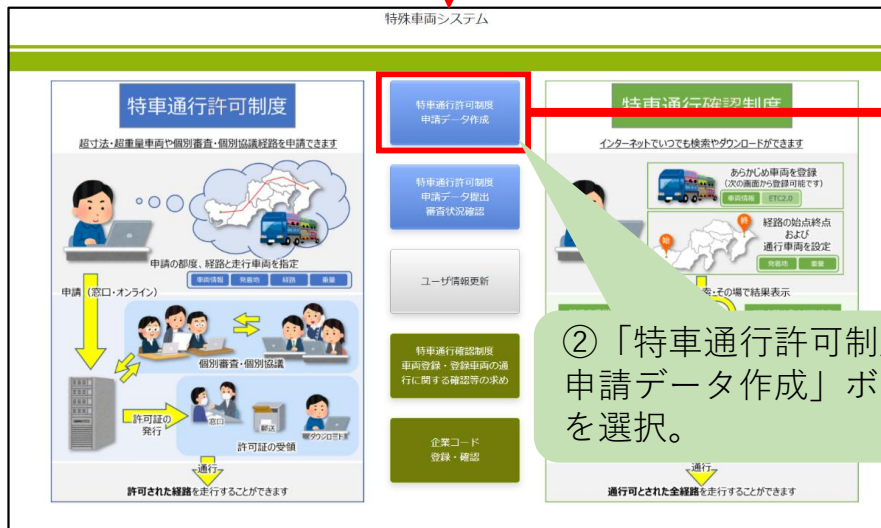 特殊車両システム
特車通行許可制度
超寸法・超重量車両や個別審査・個別協議経路を申請できます
申請の都度、経路と走行車両を指定
車両情報 発着地 経路 重量
申請（窓口・オンライン）
個別審査・個別協議
許可証の
発行
窓口
郵送
ダウンロード
許可証の受領
通行
許可された経路を走行することができます
特車通行許可制度
申請データ作成
特車通行許可制度
申請データ提出
審査状況確認
ユーザ情報更新
特車通行確認制度
車両登録・登録車両の通
行に関する確認等の求め
企業コード
登録・確認
特車通行確認制度
インターネットでいつでも検索やダウンロードができます
あらかじめ車両を登録
(次の画面から登録可能です)
車両情報 ETC2.0
経路の始点終点
および
通行車両を設定
始
終
発着地 重量
索・その場で結果表示
②「特車通行許可制
申請データ作成」ボ
を選択。
通行
通行可とされた全経路を走行することができます